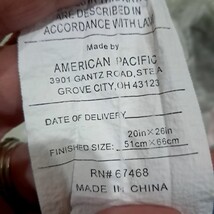 ARE DESCRIBED IN
ACCORDANCE WITH LAW
Made by
AMERICAN PACIFIC
3901 GANTZ ROAD, STE A
GROVE CITY, OH 43123
DATE OF DELIVERY
20in×26in
FINISHED SIZE: 51cm×66cm
RN# 67468
MADE IN CHINA